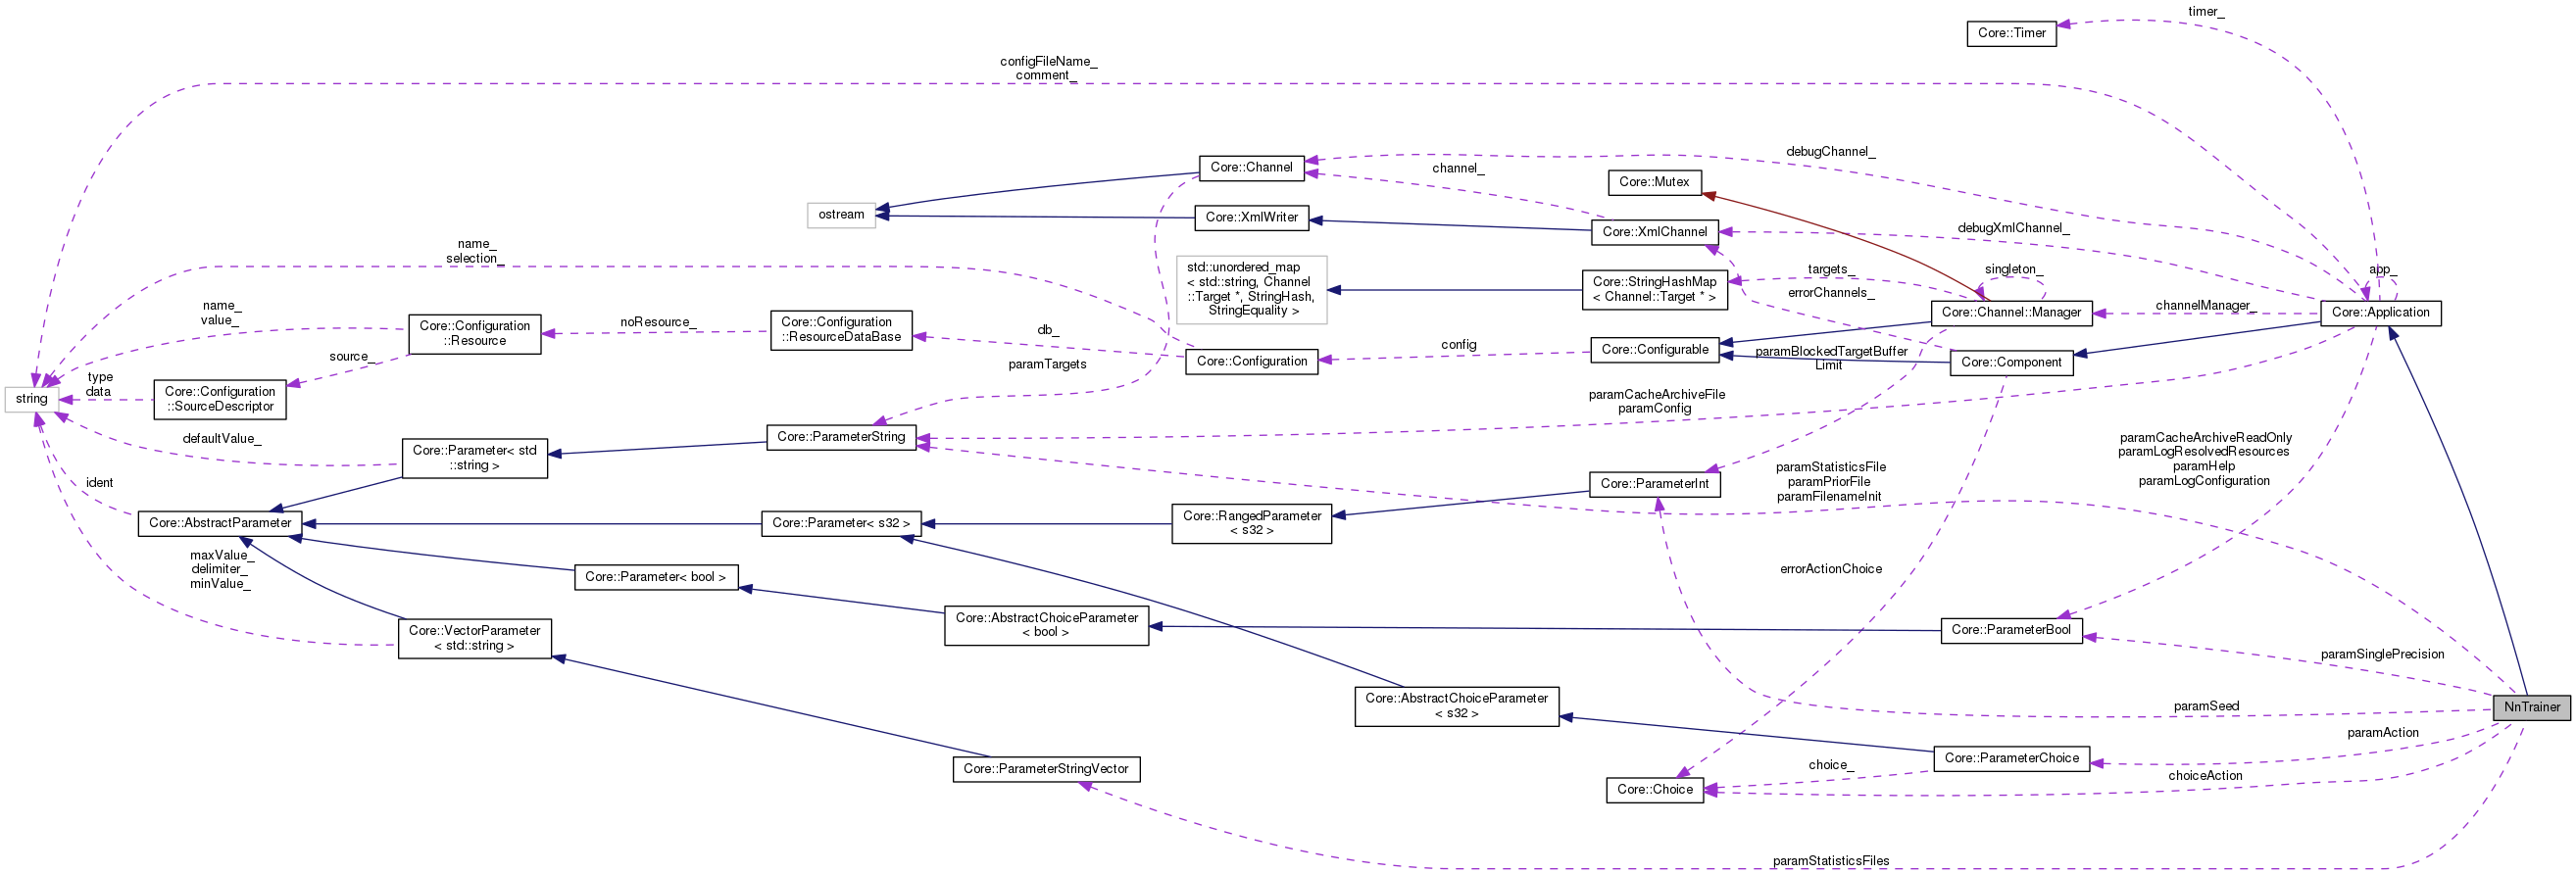 timer_
Core::Timer
configFileName_
comment_
debugChannel_
Core::Channel
channel_
Core::Mutex
ostream
Core::XmlWriter
Core::XmlChannel
debugXmlChannel_
name_
selection_
std::unordered_map
< std::string, Channel
::Target *, StringHash,
StringEquality >
Core::StringHashMap
< Channel::Target * >
targets_
errorChannels_
singleton_
app_
Core::Channel::Manager
channelManager_
Core::Application
name_
value_
Core::Configuration
::Resource
noResource_
Core::Configuration
::ResourceDataBase
db_
source_
paramTargets
Core::Configuration
config
Core::Configurable
paramBlockedTargetBuffer
Limit
Core::Component
string
type
data
Core::Configuration
::SourceDescriptor
paramCacheArchiveFile
paramConfig
defaultValue_
Core::Parameter< std
::string >
Core::ParameterString
paramCacheArchiveReadOnly
paramLogResolvedResources
paramHelp
paramLogConfiguration
ident
Core::ParameterInt
paramStatisticsFile
paramPriorFile
paramFilenameInit
Core::AbstractParameter
Core::Parameter< s32 >
Core::RangedParameter
< s32 >
maxValue_
delimiter_
minValue_
Core::Parameter< bool >
errorActionChoice
Core::VectorParameter
< std::string >
Core::AbstractChoiceParameter
< bool >
Core::ParameterBool
paramSinglePrecision
Core::AbstractChoiceParameter
< s32 >
paramSeed
NnTrainer
paramAction
Core::ParameterStringVector
Core::ParameterChoice
choice_
Core::Choice
choiceAction
paramStatisticsFiles